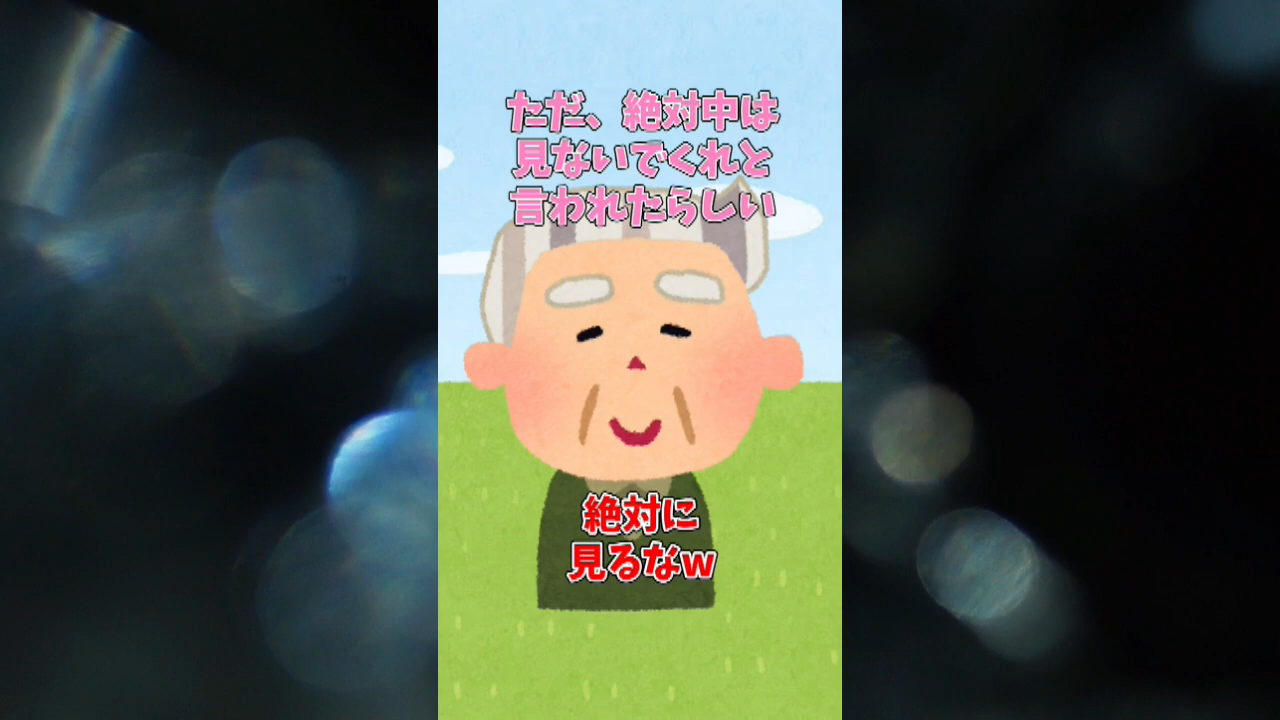 ただ、絶対中は
見ないでくれと
言われたらしい
絶対に
見るなw